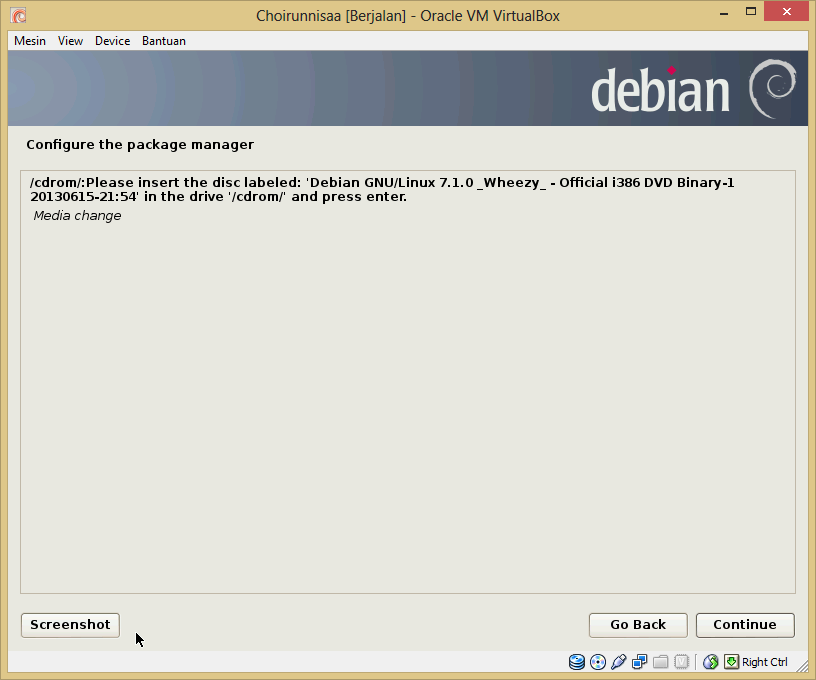 Choirunnisaa [Berjalan] - Oracle VM VirtualBox
Mesin View Device Bantuan
debian
Configure the package manager
/cdrom/:Please insert the disc labeled: 'Debian GNU/Linux 7.1.0 _Wheezy_ - Official i386 DVD Binary-1
20130615-21:54' in the drive '/cdrom/' and press enter.
Media change
Screenshot Go Back Continue
Right Ctrl